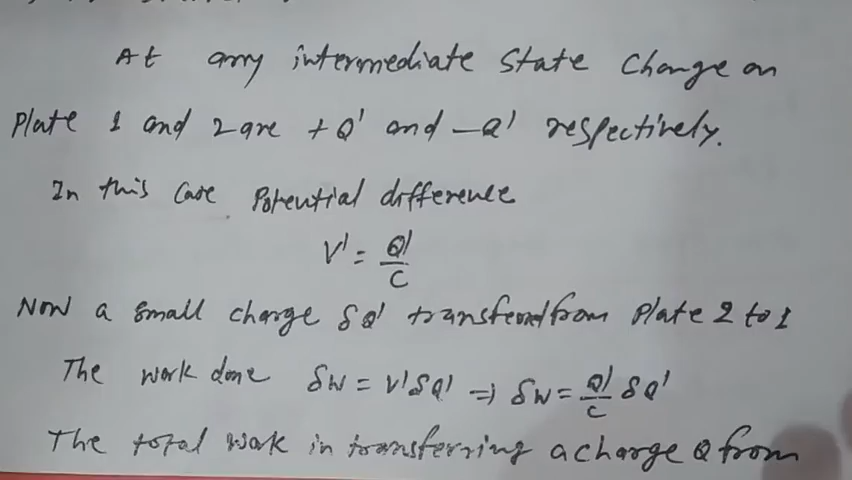 At any intermediate State Change on
Plate 1 and 2 are +Q' and -Q' respectively.
In this Case Potential difference
V' = Q'/C
Now a small charge δQ' transferred from Plate 2 to 1
The work done δW = V'δQ' => δW = Q'/C δQ'
The total work in transferring a charge Q from